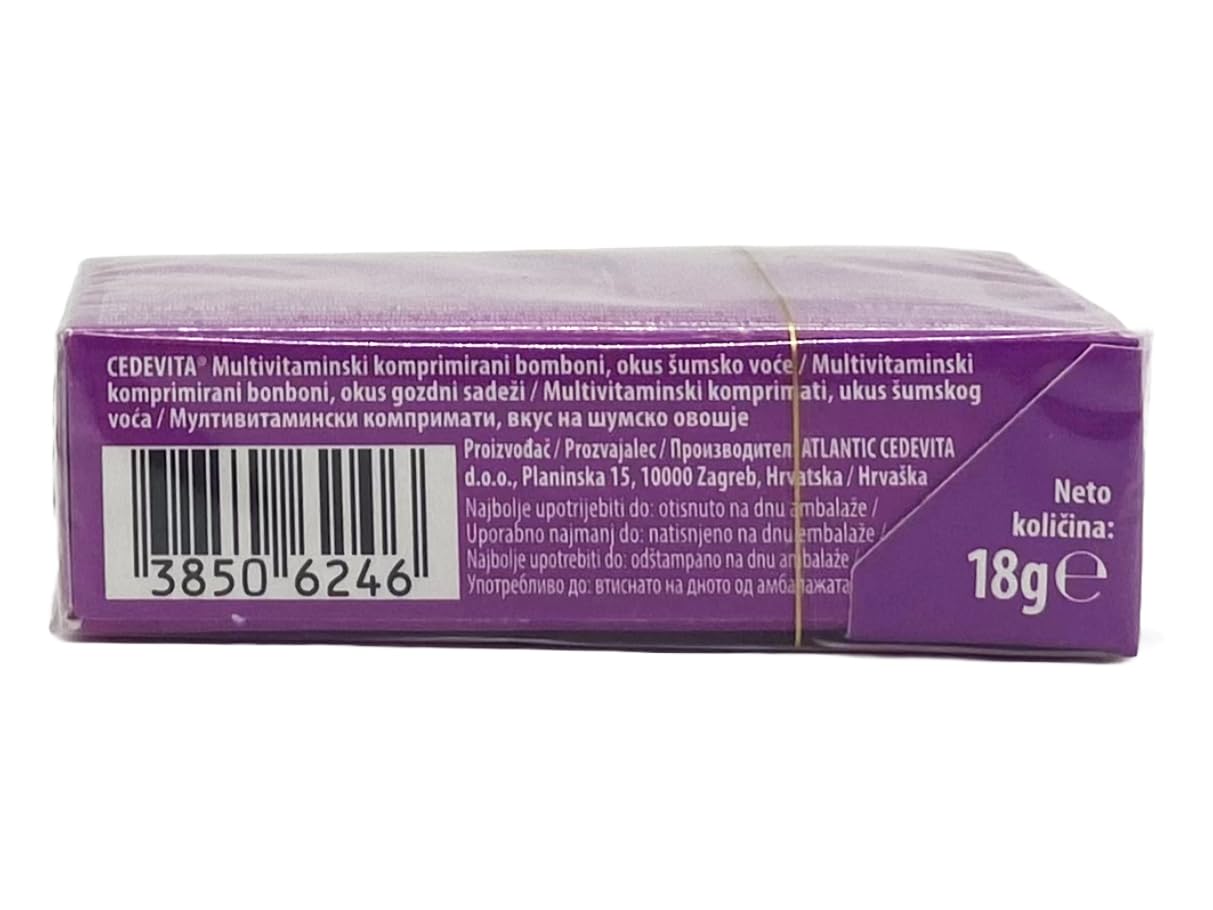 CEDEVITA® Multivitaminski komprimirani bomboni, okus šumsko voće / Multivitaminski
komprimirani bonboni, okus gozdni sadeži / Multivitaminski komprimati, ukus šumskog
voća / Мултивитамински компримати, вкус на шумско овошје
Proizvođač / Prozvajalec / Производител ATLANTIC CEDEVITA
d.o.o., Planinska 15, 10000 Zagreb, Hrvatska / Hrvaška
Najbolje upotrijebiti do: otisnuto na dnu ambalaže /
Uporabno najmanj do: natisnjeno na dnu embalaže /
Najbolje upotrebiti do: odštampano na dnu ambalaže /
Употребливо до: втиснато на дното од амбалажата
3850 6246
Neto
količina:
18g℮